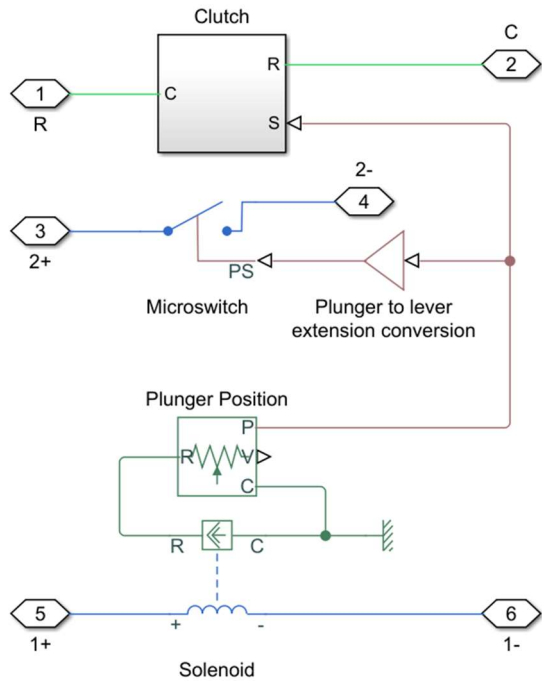 Clutch
C
R
1
C
2
R
S
2-
4
3
2+
PS
Microswitch
Plunger to lever
extension conversion
Plunger Position
P
R
V
C
R
C
5
+
-
6
1+
1-
Solenoid